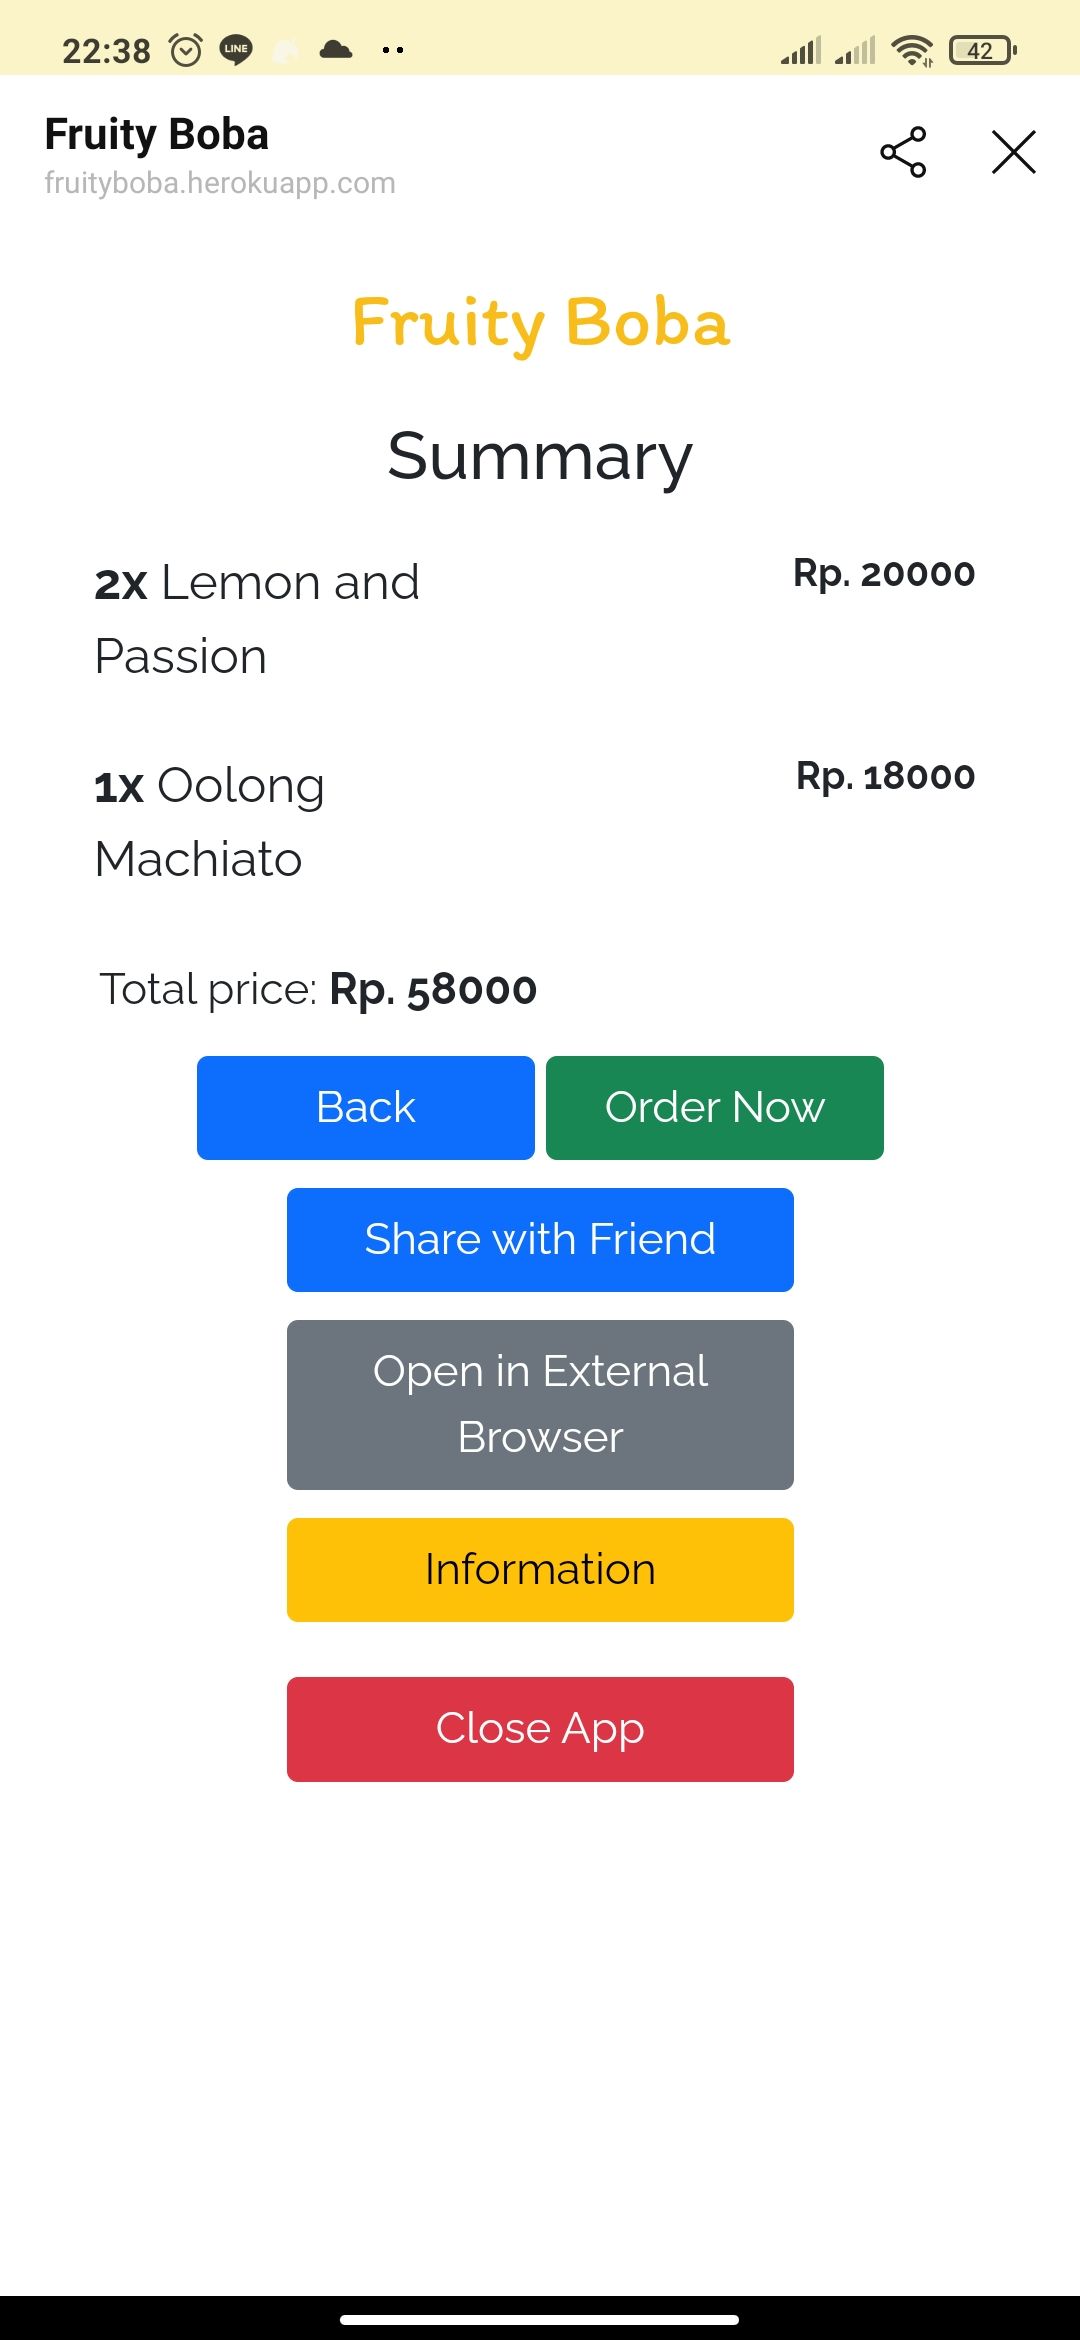 22:38
LINE
42
Fruity Boba
fruityboba.herokuapp.com
Fruity Boba
Summary
2x Lemon and
Passion
Rp. 20000
1x Oolong
Machiato
Rp. 18000
Total price: Rp. 58000
Back
Order Now
Share with Friend
Open in External
Browser
Information
Close App